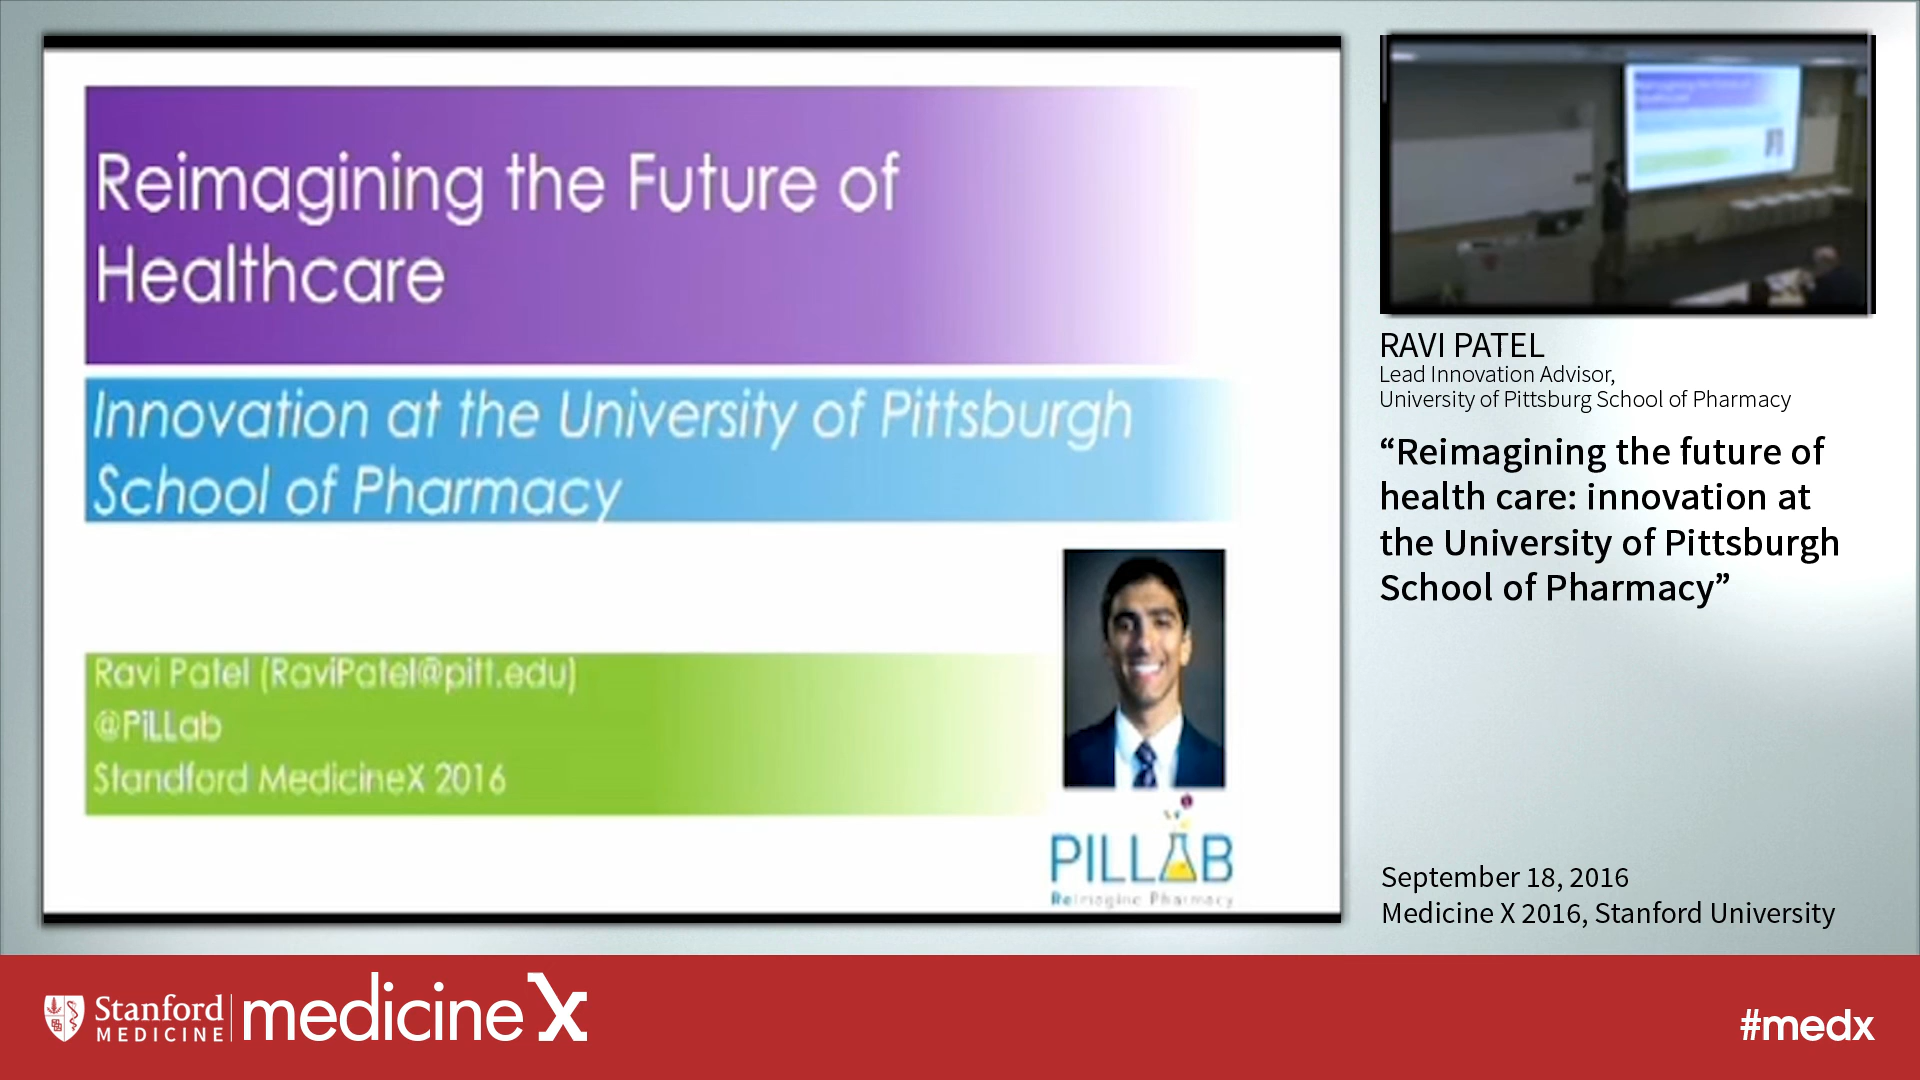 Reimagining the Future of
Healthcare
Innovation at the University of Pittsburgh
School of Pharmacy
Ravi Patel (RaviPatel@pitt.edu)
@PiLLab
Standford MedicineX 2016
PILLAB
Reimagine Pharmacy
RAVI PATEL
Lead Innovation Advisor,
University of Pittsburg School of Pharmacy
“Reimagining the future of
health care: innovation at
the University of Pittsburgh
School of Pharmacy”
September 18, 2016
Medicine X 2016, Stanford University
Stanford
MEDICINE
medicine X
#medx